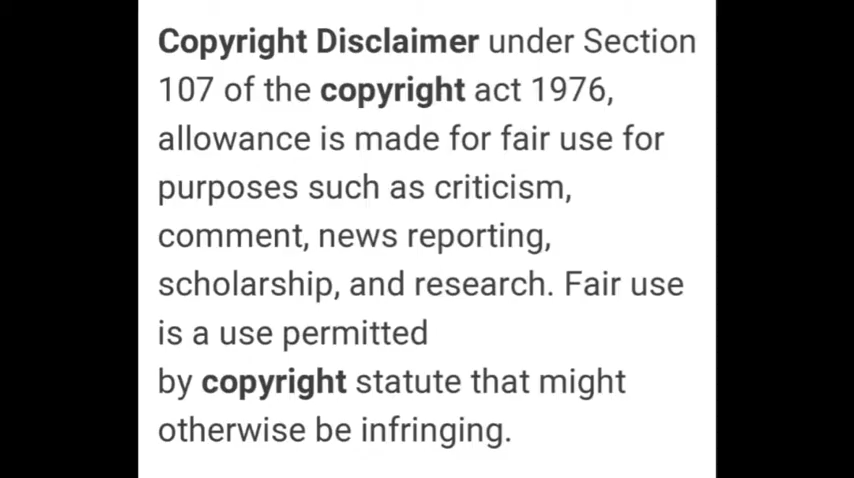 Copyright Disclaimer under Section
107 of the copyright act 1976,
allowance is made for fair use for
purposes such as criticism,
comment, news reporting,
scholarship, and research. Fair use
is a use permitted
by copyright statute that might
otherwise be infringing.